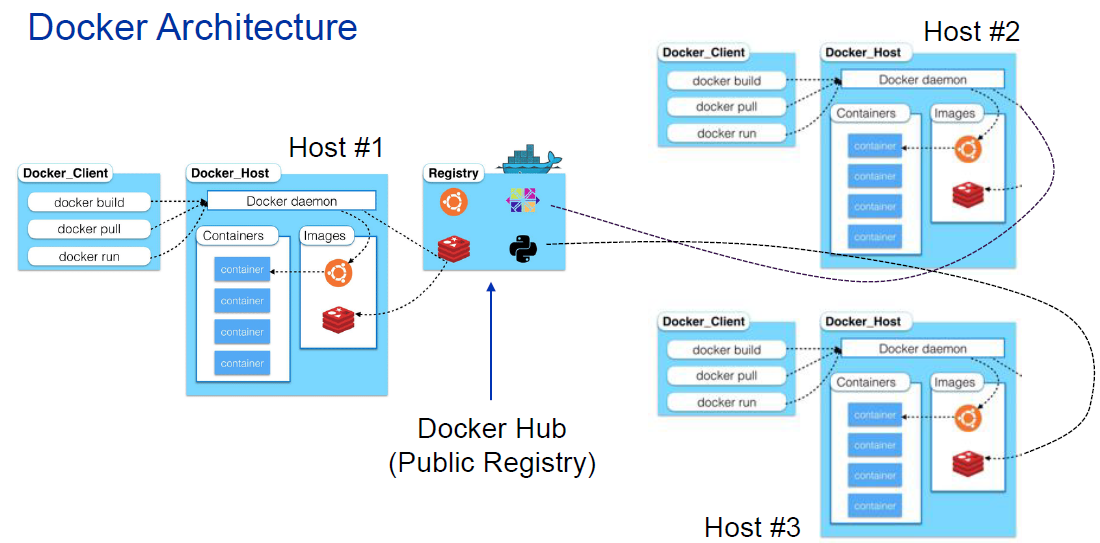 Docker Architecture
Host #1
Docker_Client
docker build
docker pull
docker run
Docker_Host
Docker daemon
Containers
container
container
container
container
Images
Registry
Docker Hub
(Public Registry)
Host #2
Docker_Client
docker build
docker pull
docker run
Docker_Host
Docker daemon
Containers
container
container
container
container
Images
Docker_Client
docker build
docker pull
docker run
Docker_Host
Docker daemon
Containers
container
container
container
container
Images
Host #3